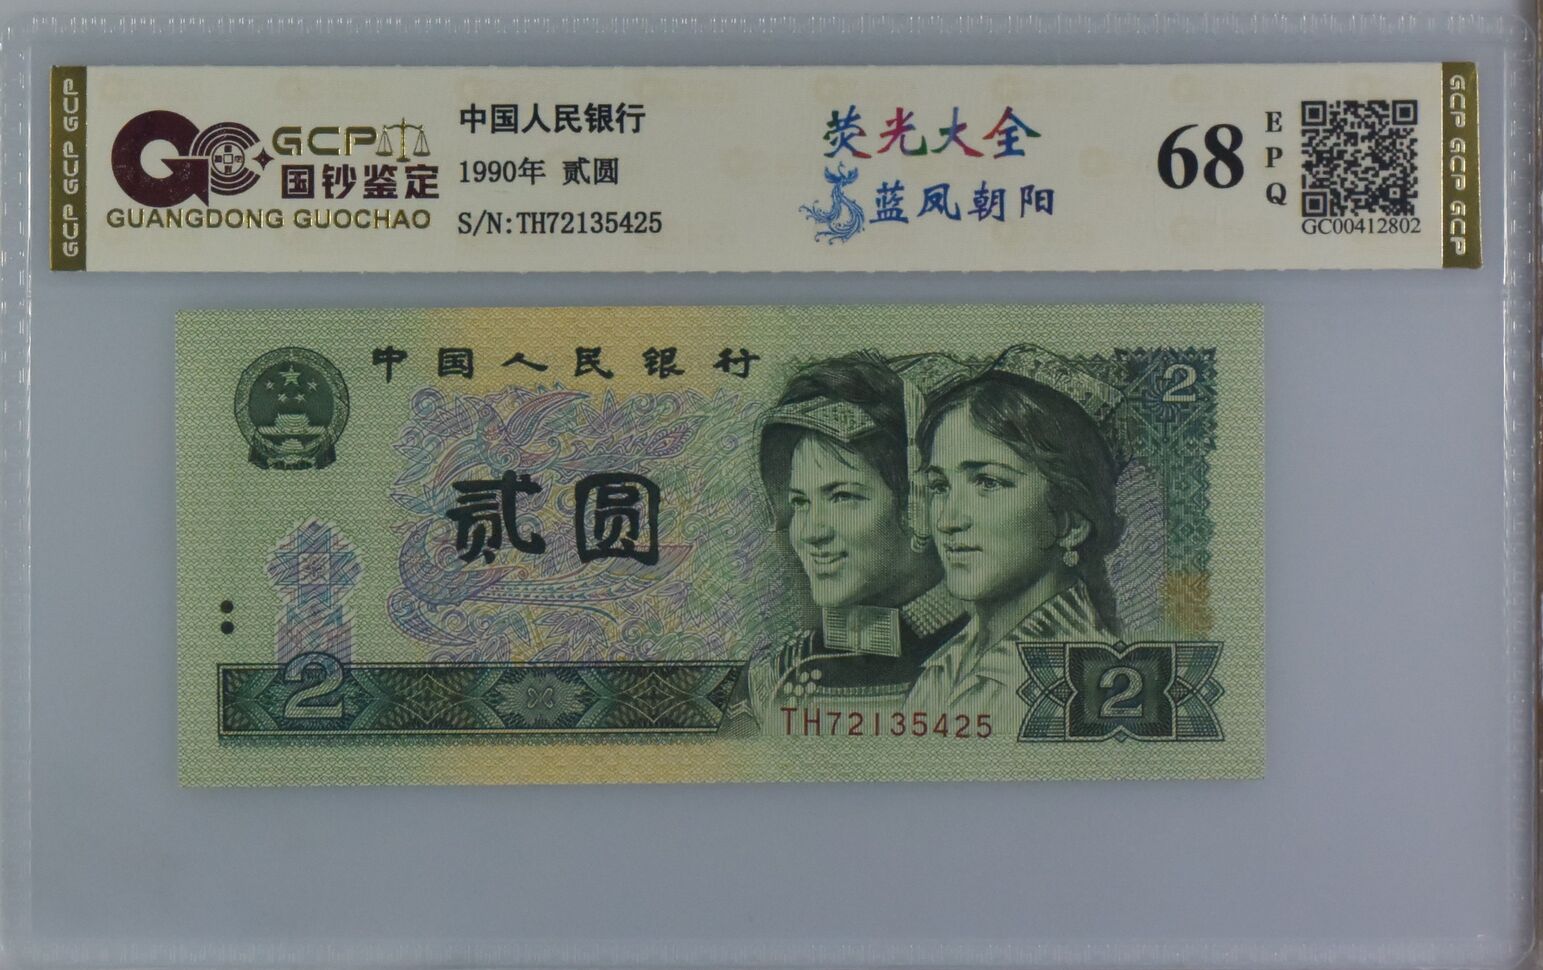 GCP GCP GCP
GCP
国钞鉴定
GUANGDONG GUOCHAO
中国人民银行
1990年 贰圆
S/N:TH72135425
荧光大全
蓝凤朝阳
68
EPQ
GC00412802
GCP GCP GCP
中国人民银行
2
贰圆
2
2
TH72135425